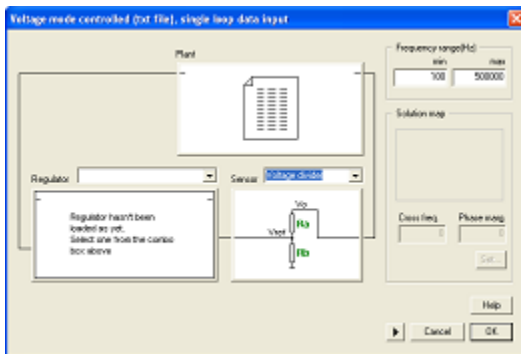 Voltage mode controlled (txt file), single loop data input
Plant
Frequency range(Hz)
min max
100 500000
Solution map
Regulator
Sensor Voltage divider
Regulator hasn't been
loaded as yet.
Select one from the combo
box above
Vo
Ra
Vref
Rb
Cross freq. Phase marg.
0 0
Set...
Help
Cancel OK